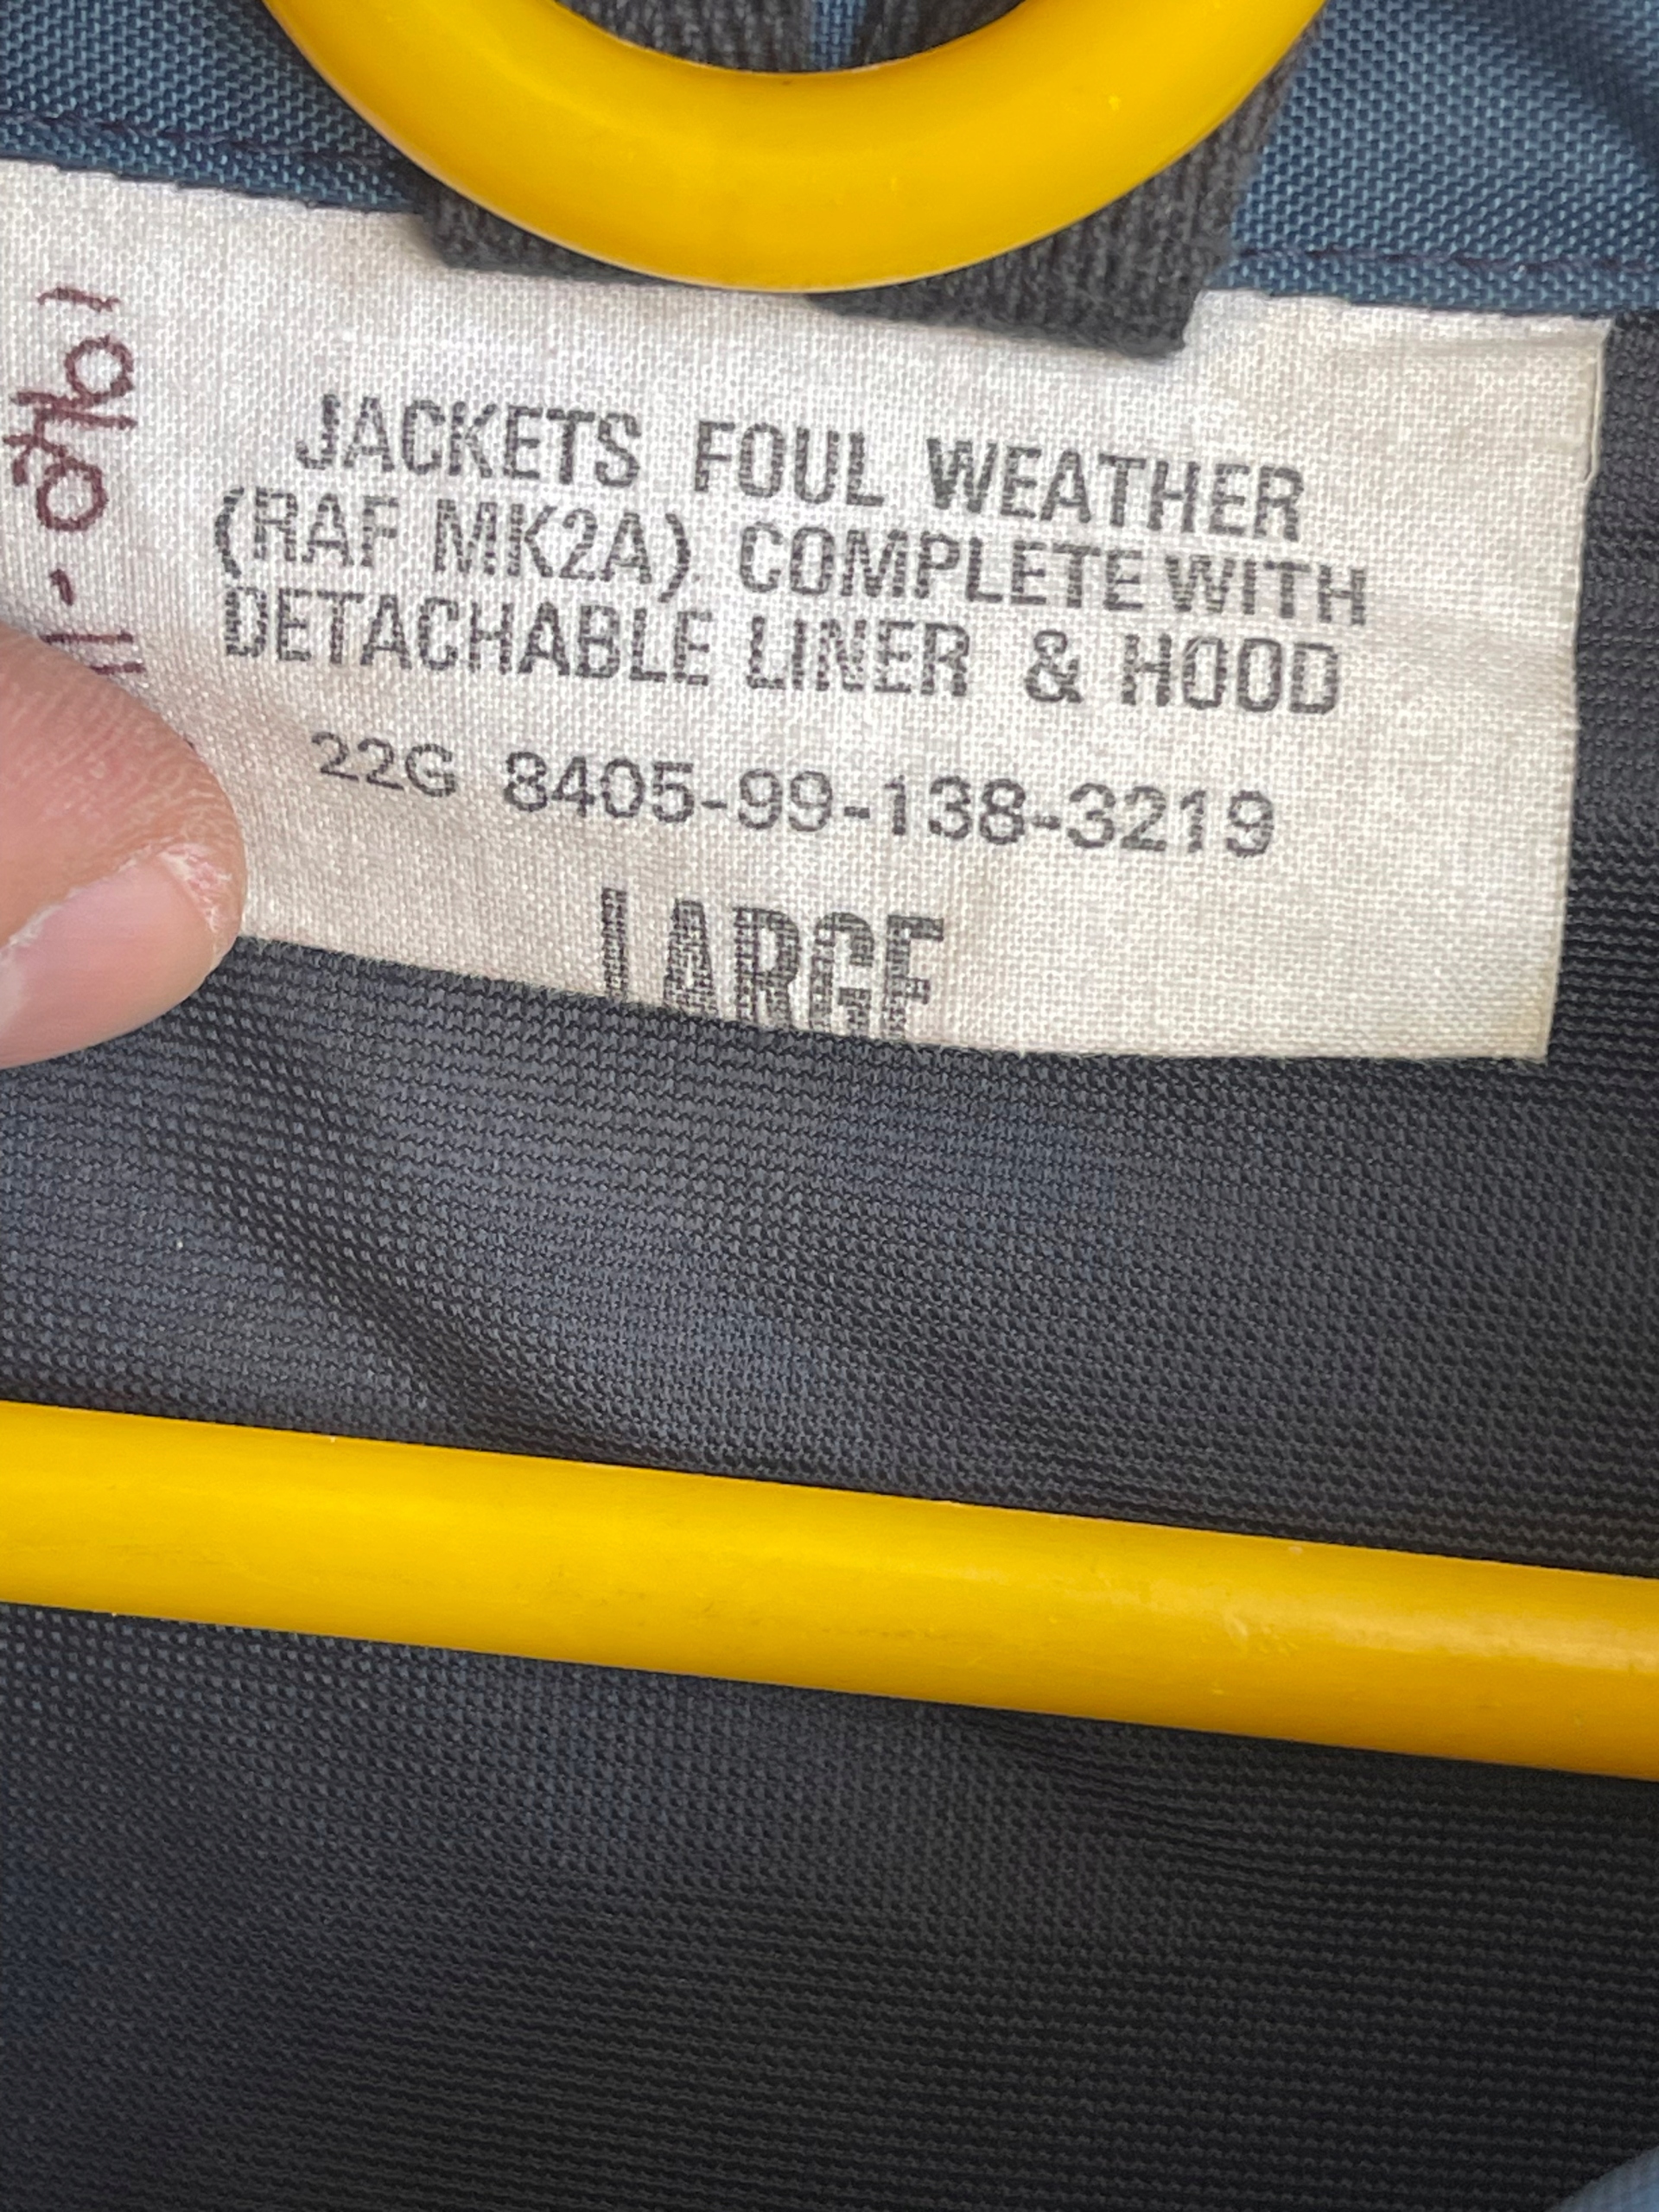 JACKETS FOUL WEATHER
(RAF MK2A) COMPLETE WITH
DETACHABLE LINER & HOOD
22G 8405-99-138-3219
LARGE